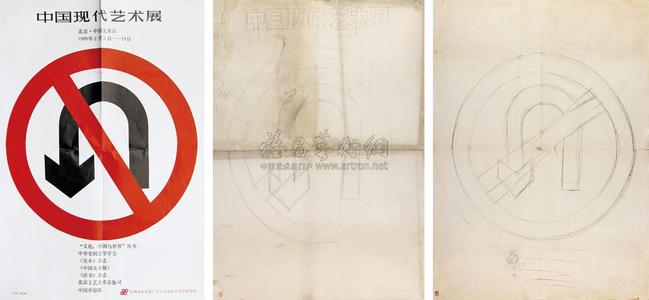 中国现代艺术展
北京·中国美术馆
1989年2月5日——19日
"文化：中国与世界"丛书
中华全国美学学会
《美术》杂志
《中国美术报》
《读书》杂志
北京工艺美术总公司
中国市容报
中国现代艺术展
雅昌艺术網
中国艺术品门户 www.artron.net